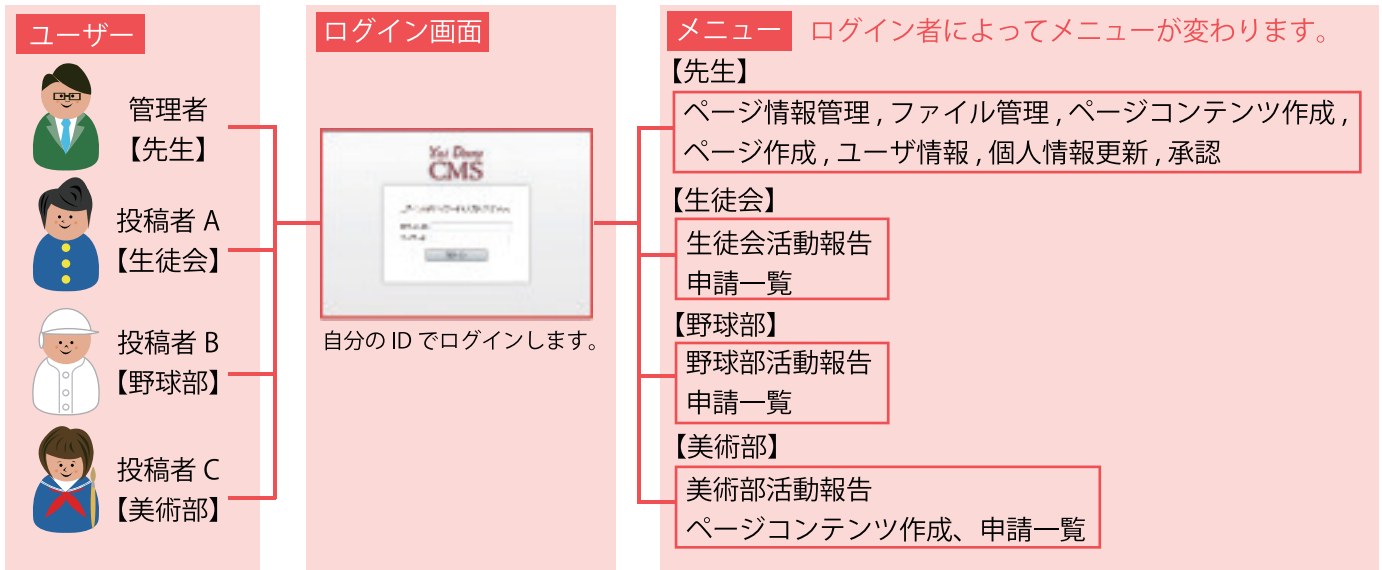 ユーザー
管理者
【先生】
投稿者 A
【生徒会】
投稿者 B
【野球部】
投稿者 C
【美術部】
ログイン画面
CMS
自分の ID でログインします。
メニュー ログイン者によってメニューが変わります。
【先生】
ページ情報管理 , ファイル管理 , ページコンテンツ作成 ,
ページ作成 , ユーザ情報 , 個人情報更新 , 承認
【生徒会】
生徒会活動報告
申請一覧
【野球部】
野球部活動報告
申請一覧
【美術部】
美術部活動報告
ページコンテンツ作成、申請一覧